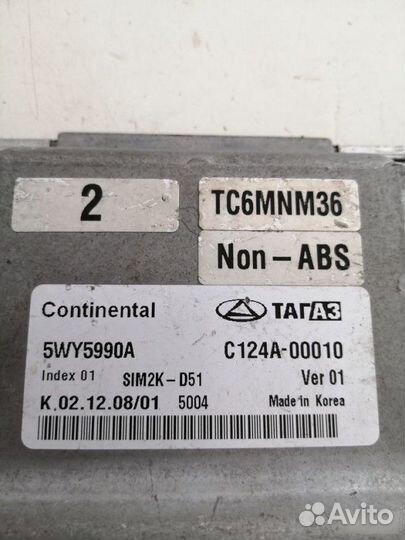 2
TC6MNM36
Non-ABS
Continental
ТАГАЗ
5WY5990A
C124A-00010
Index 01
SIM2K-D51
Ver 01
K.02.12.08/01
5004
Made in Korea
Avito